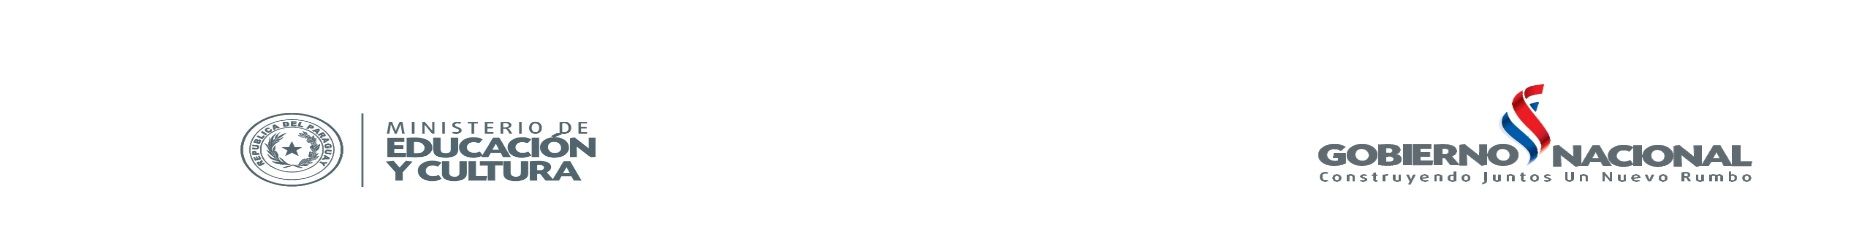 REPUBLICA DEL PARAGUAY
MINISTERIO DE
EDUCACIÓN
Y CULTURA
GOBIERNO NACIONAL
Construyendo Juntos Un Nuevo Rumbo